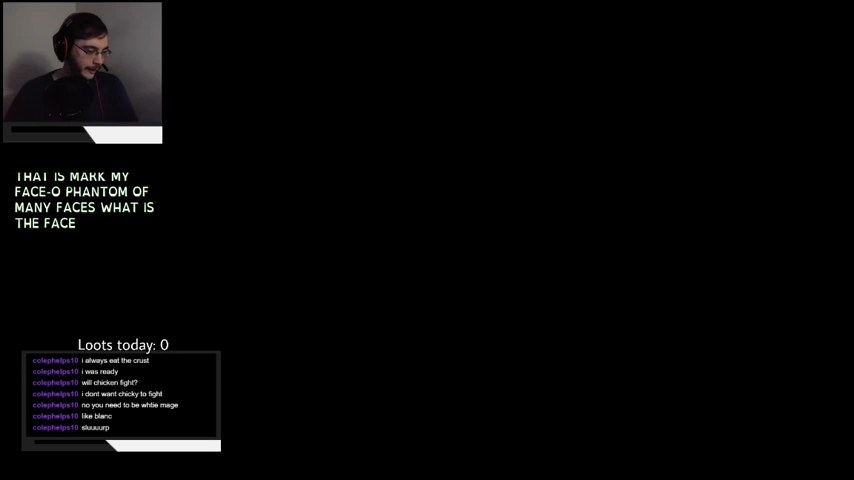 THAT IS MARK MY
FACE-O PHANTOM OF
MANY FACES WHAT IS
THE FACE
Loots today: 0
colephelps10 i always eat the crust
colephelps10 i was ready
colephelps10 will chicken fight?
colephelps10 i dont want chicky to fight
colephelps10 no you need to be whtie mage
colephelps10 like blanc
colephelps10 sluuuurp